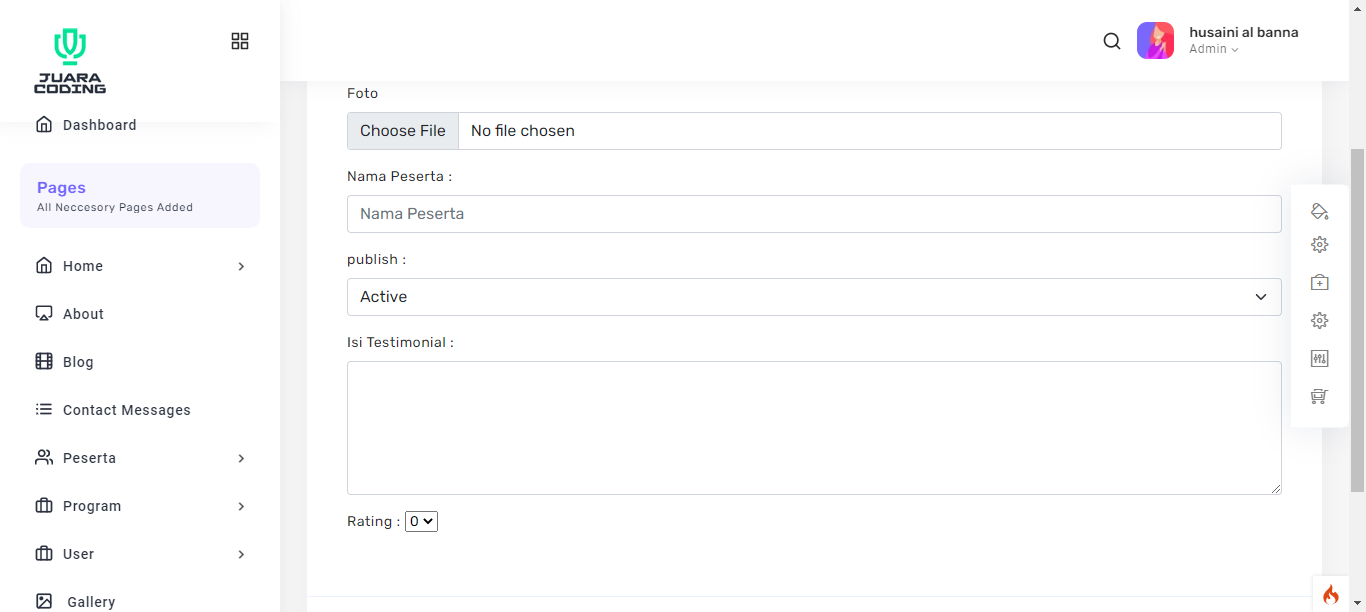 JUARA
CODING
husaini al banna
Admin
Dashboard
Pages
All Neccesory Pages Added
Home
About
Blog
Contact Messages
Peserta
Program
User
Gallery
Foto
Choose File No file chosen
Nama Peserta :
Nama Peserta
publish :
Active
Isi Testimonial :
Rating : 0